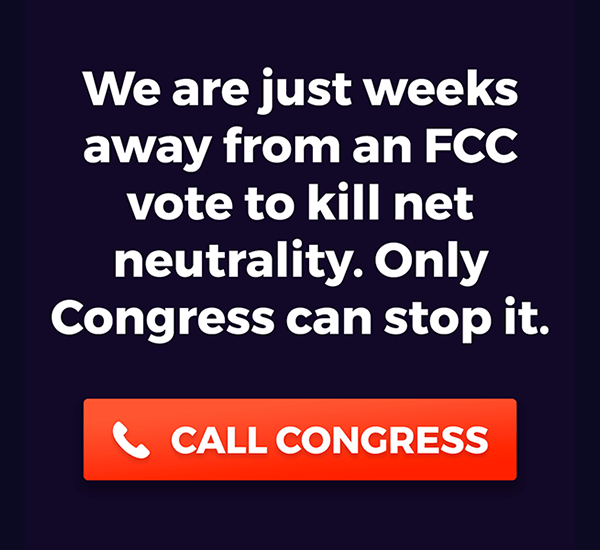 We are just weeks
away from an FCC
vote to kill net
neutrality. Only
Congress can stop it.
CALL CONGRESS